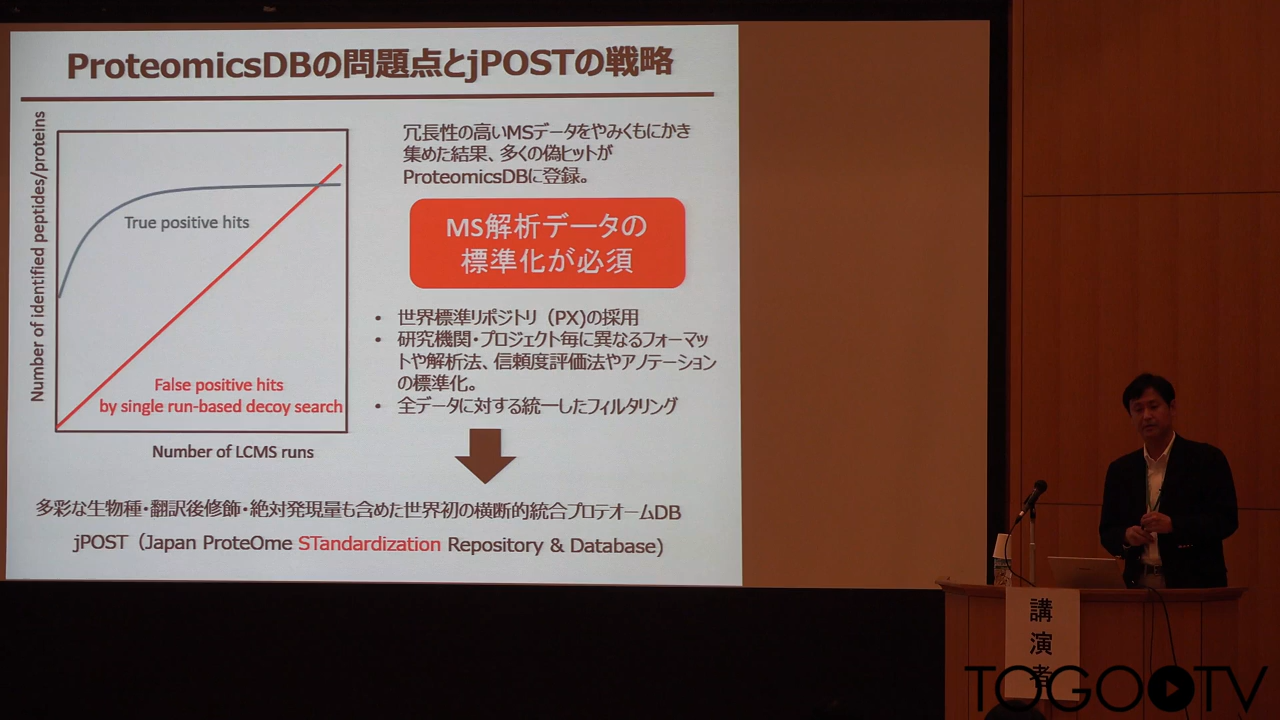 ProteomicsDBの問題点とjPOSTの戦略
Number of identified peptides/proteins
True positive hits
False positive hits
by single run-based decoy search
Number of LCMS runs
冗長性の高いMSデータをやみくもにかき
集めた結果、多くの偽ヒットが
ProteomicsDBに登録。
MS解析データの
標準化が必須
• 世界標準リポジトリ（PX)の採用
• 研究機関・プロジェクト毎に異なるフォーマッ
トや解析法、信頼度評価法やアノテーション
の標準化。
• 全データに対する統一したフィルタリング
多彩な生物種・翻訳後修飾・絶対発現量も含めた世界初の横断的統合プロテオームDB
jPOST（Japan ProteOme STandardization Repository & Database)
講演者
TOGOTV